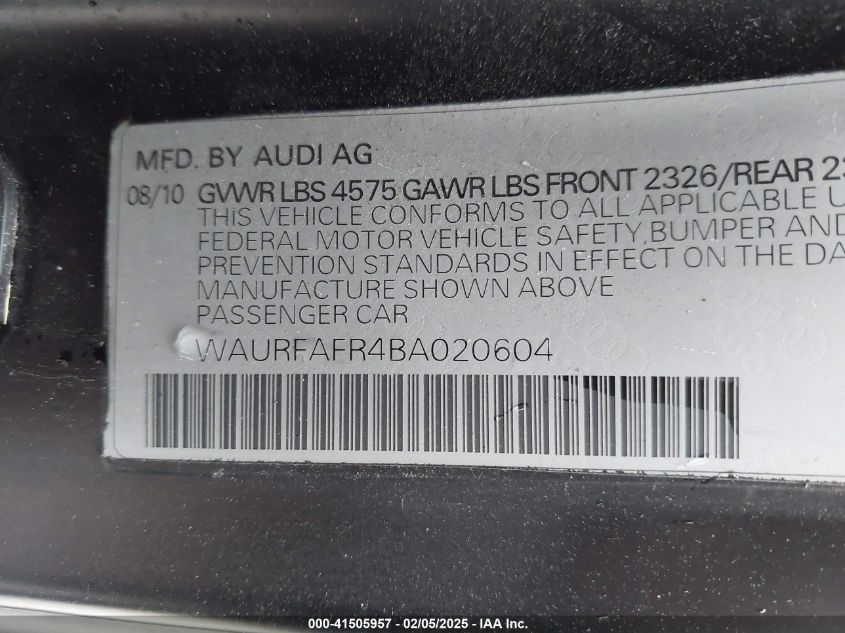 MFD. BY AUDI AG
08/10 GVWR LBS 4575 GAWR LBS FRONT 2326/REAR
THIS VEHICLE CONFORMS TO ALL APPLICABLE
FEDERAL MOTOR VEHICLE SAFETY, BUMPER AND
PREVENTION STANDARDS IN EFFECT ON THE
MANUFACTURE SHOWN ABOVE
PASSENGER CAR
WAURFAFR4BA020604
000-41505957 - 02/05/2025 - IAA Inc.